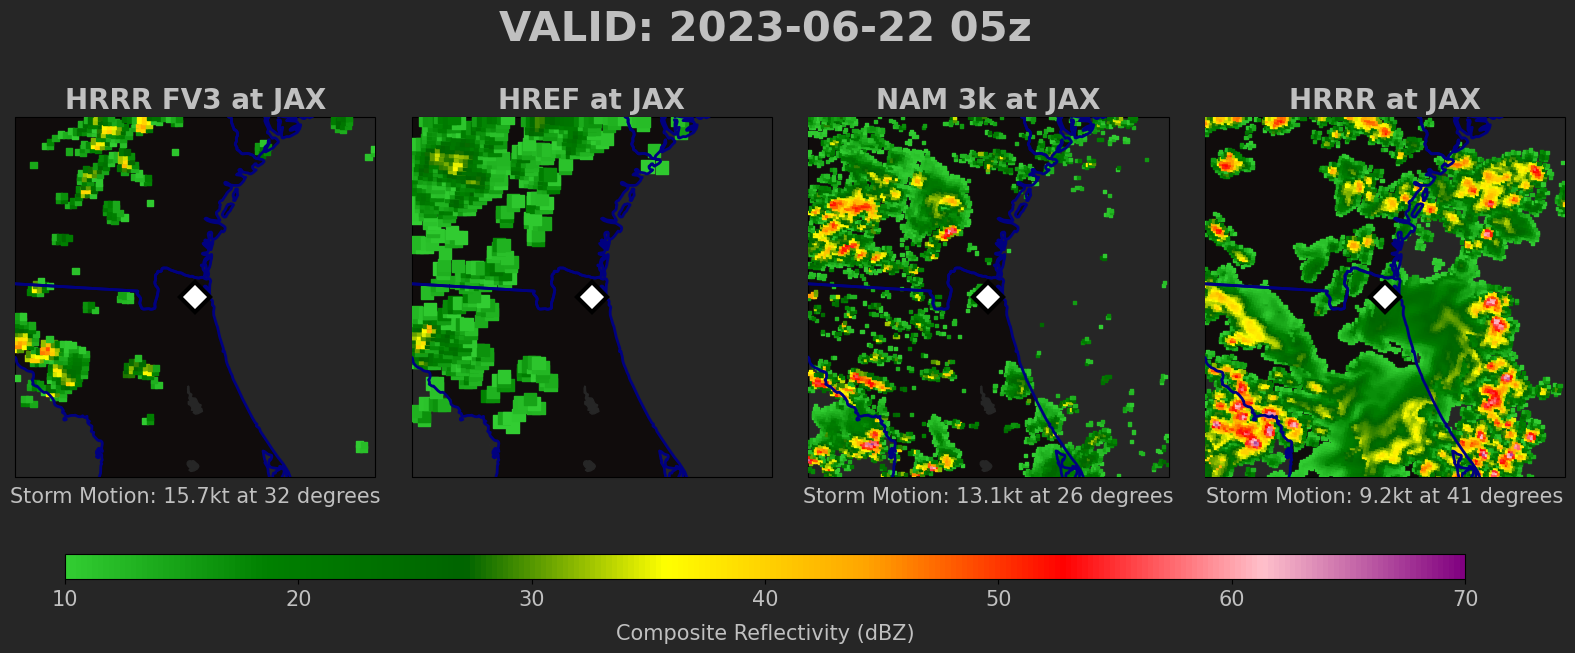 VALID: 2023-06-22 05z
HRRR FV3 at JAX
HREF at JAX
NAM 3k at JAX
HRRR at JAX
Storm Motion: 15.7kt at 32 degrees
Storm Motion: 13.1kt at 26 degrees
Storm Motion: 9.2kt at 41 degrees
10 20 30 40 50 60 70
Composite Reflectivity (dBZ)